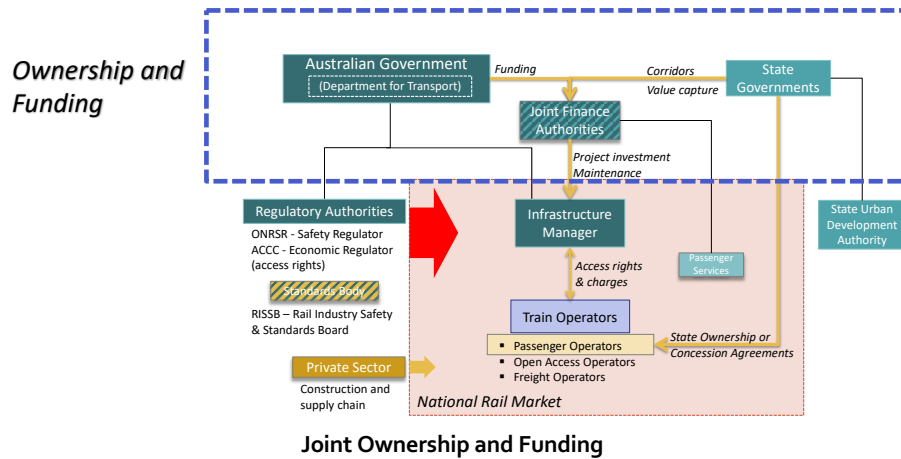 Ownership and
Funding
Australian Government
(Department for Transport)
Funding
Corridors
Value capture
State
Governments
Joint Finance
Authorities
Project investment
Maintenance
Regulatory Authorities
ONRSR - Safety Regulator
ACCC - Economic Regulator
(access rights)
Standards Body
RISSB – Rail Industry Safety
& Standards Board
Infrastructure
Manager
Passenger
Services
State Urban
Development
Authority
Access rights
& charges
Train Operators
▪ Passenger Operators
▪ Open Access Operators
▪ Freight Operators
State Ownership or
Concession Agreements
Private Sector
Construction and
supply chain
National Rail Market
Joint Ownership and Funding